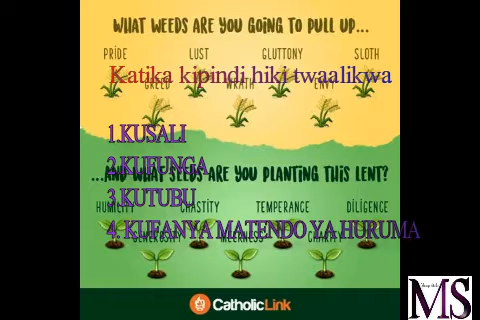 WHAT WEEDS ARE YOU GOING TO PULL UP...
PRIDE LUST GLUTTONY SLOTH
Katika kipindi hiki twaalikwa
GREED WRATH ENVY
1.KUSALI
2.KUFUNGA
...AND WHAT SEEDS ARE YOU PLANTING THIS LENT?
3.KUTUBU
HUMILITY CHASTITY TEMPERANCE DILIGENCE
4. KUFANYA MATENDO YA HURUMA
GENEROSITY MEEKNESS CHARITY
CatholicLink
MS